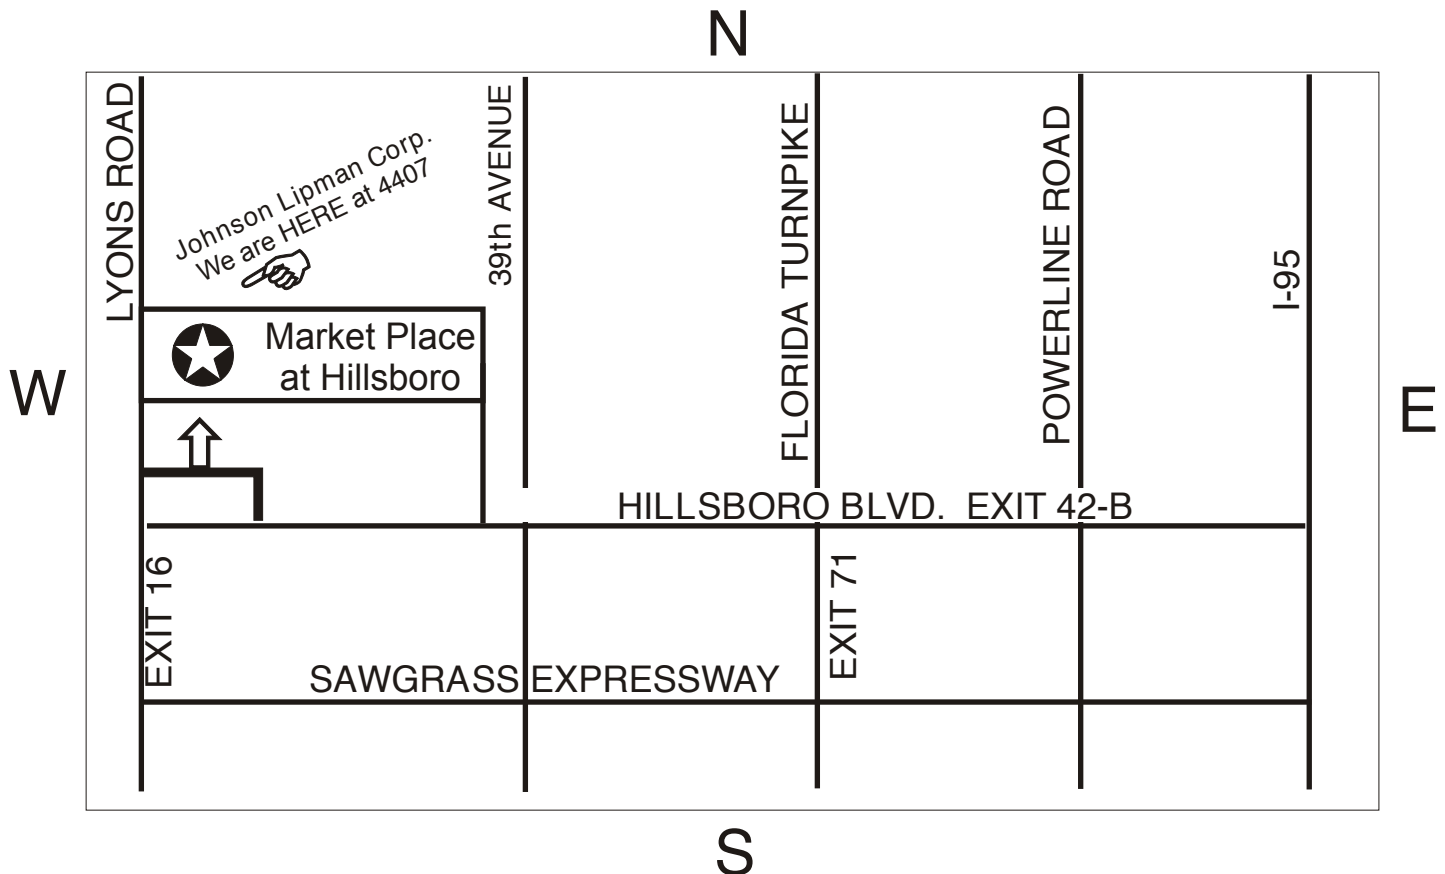 N
LYONS ROAD
Johnson Lipman Corp.
We are HERE at 4407
39th AVENUE
FLORIDA TURNPIKE
POWERLINE ROAD
I-95
Market Place
at Hillsboro
W
E
HILLSBORO BLVD.  EXIT 42-B
EXIT 16
EXIT 71
SAWGRASS EXPRESSWAY
S